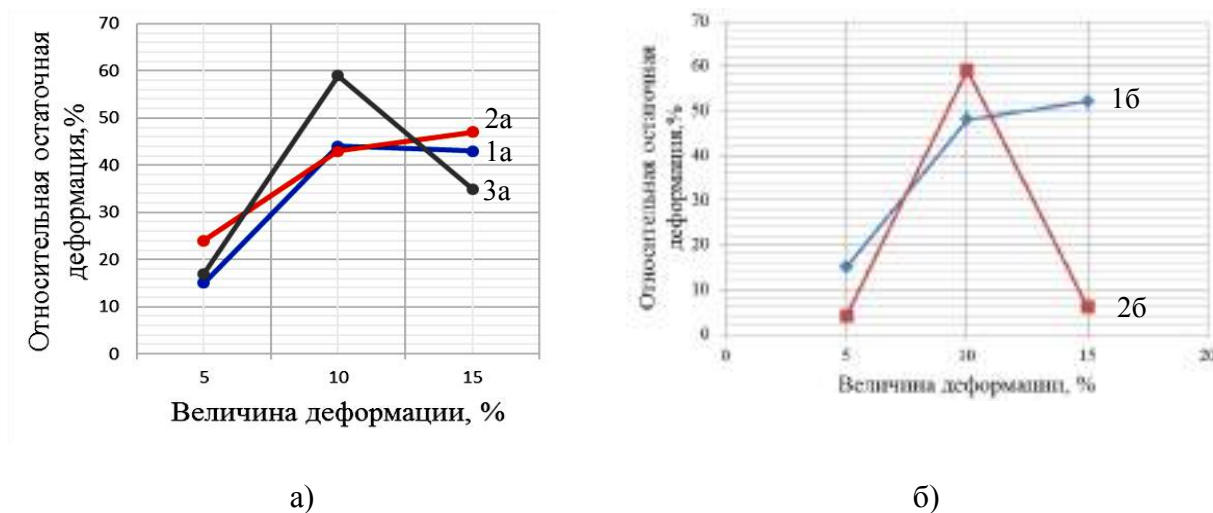 Относительная остаточная
деформация,%
70
60
50
40
30
20
10
0
5
10
15
Величина деформации, %
2а
1а
3а
а)
Относительная остаточная
деформация,%
70
60
50
40
30
20
10
0
0
5
10
15
20
Величина деформации, %
1б
2б
б)